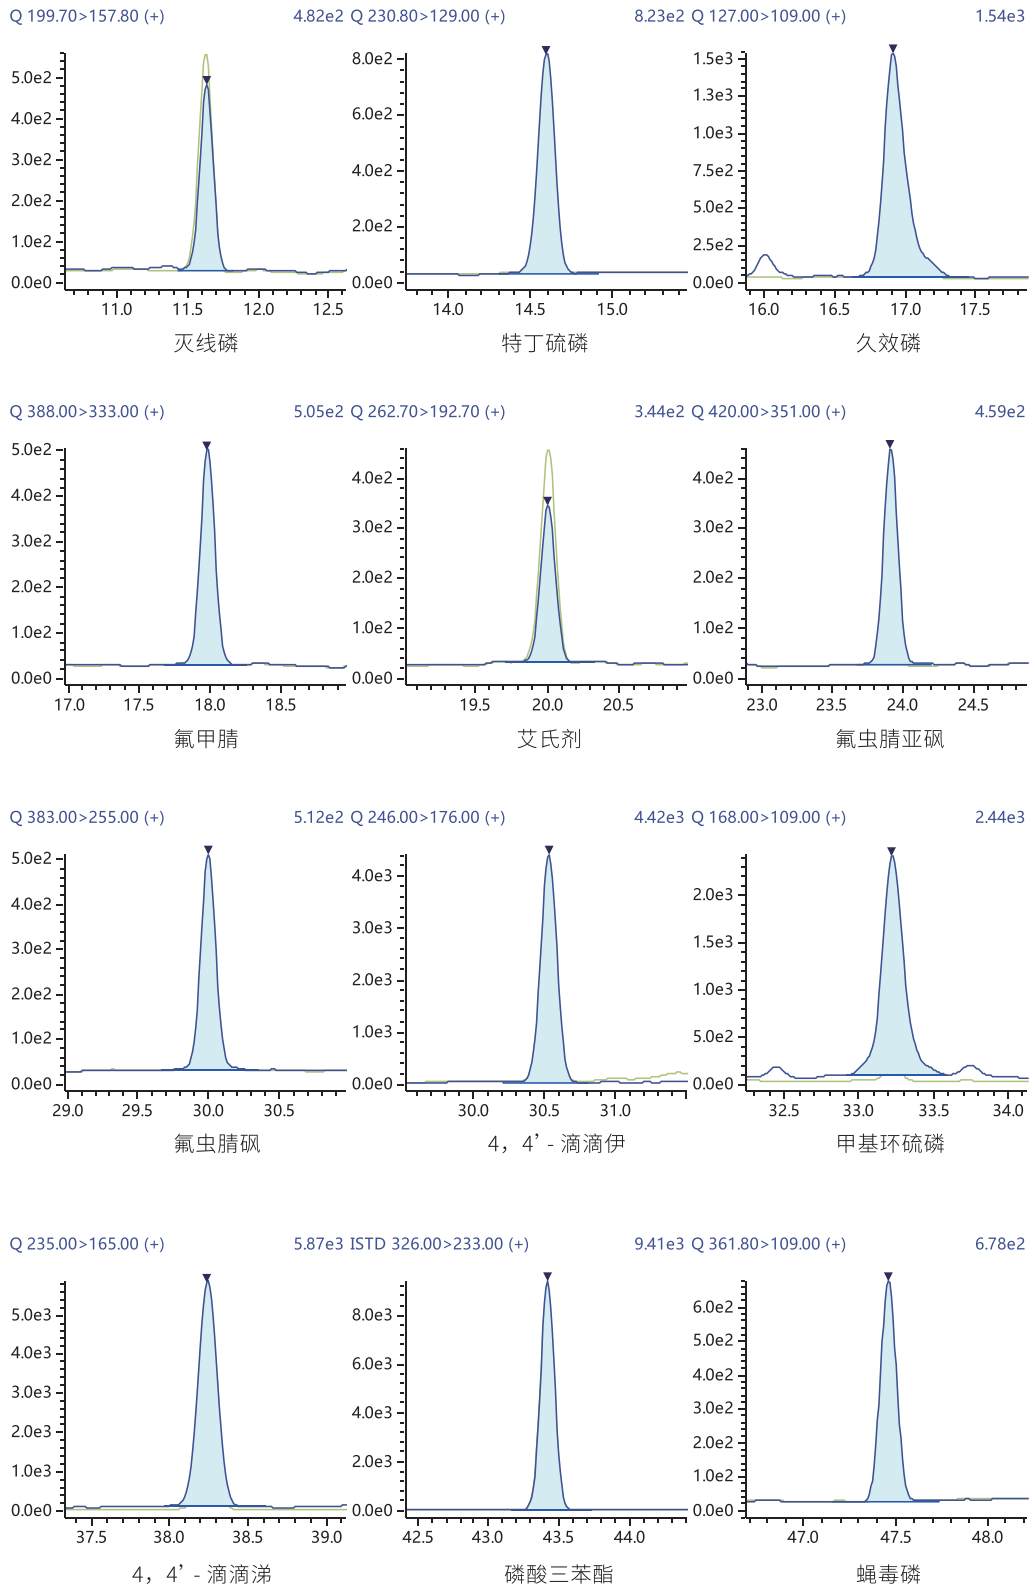 Q 199.70>157.80 (+) 4.82e2 Q 230.80>129.00 (+) 8.23e2 Q 127.00>109.00 (+) 1.54e3
5.0e2
4.0e2
3.0e2
2.0e2
1.0e2
0.0e0
11.0 11.5 12.0 12.5
灭线磷
8.0e2
6.0e2
4.0e2
2.0e2
0.0e0
14.0 14.5 15.0
特丁硫磷
1.5e3
1.3e3
1.0e3
7.5e2
5.0e2
2.5e2
0.0e0
16.0 16.5 17.0 17.5
久效磷
Q 388.00>333.00 (+) 5.05e2 Q 262.70>192.70 (+) 3.44e2 Q 420.00>351.00 (+) 4.59e2
5.0e2
4.0e2
3.0e2
2.0e2
1.0e2
0.0e0
17.0 17.5 18.0 18.5
氟甲腈
4.0e2
3.0e2
2.0e2
1.0e2
0.0e0
19.5 20.0 20.5
艾氏剂
4.0e2
3.0e2
2.0e2
1.0e2
0.0e0
23.0 23.5 24.0 24.5
氟虫腈亚砜
Q 383.00>255.00 (+) 5.12e2 Q 246.00>176.00 (+) 4.42e3 Q 168.00>109.00 (+) 2.44e3
5.0e2
4.0e2
3.0e2
2.0e2
1.0e2
0.0e0
29.0 29.5 30.0 30.5
氟虫腈砜
4.0e3
3.0e3
2.0e3
1.0e3
0.0e0
30.0 30.5 31.0
4，4’- 滴滴伊
2.0e3
1.5e3
1.0e3
5.0e2
0.0e0
32.5 33.0 33.5 34.0
甲基环硫磷
Q 235.00>165.00 (+) 5.87e3 ISTD 326.00>233.00 (+) 9.41e3 Q 361.80>109.00 (+) 6.78e2
5.0e3
4.0e3
3.0e3
2.0e3
1.0e3
0.0e0
37.5 38.0 38.5 39.0
4，4’- 滴滴涕
8.0e3
6.0e3
4.0e3
2.0e3
0.0e0
42.5 43.0 43.5 44.0
磷酸三苯酯
6.0e2
5.0e2
4.0e2
3.0e2
2.0e2
1.0e2
0.0e0
47.0 47.5 48.0
蝇毒磷